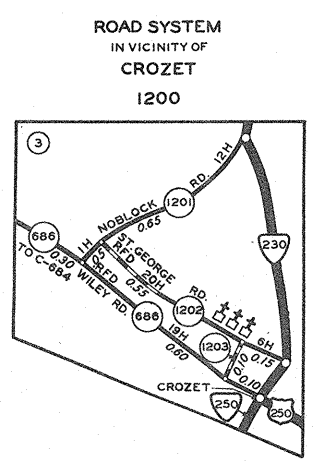 ROAD SYSTEM
IN VICINITY OF
CROZET
1200
3
NOBLOCK RD.
1201
0.65
12H
686
0.30
TO C-684
1H
0.5
RFD
ST. GEORGE RD.
RFD
20H
0.55
1202
230
WILEY RD.
686
19H
0.60
1203
0.10
6H
0.15
0.10
CROZET
250
250